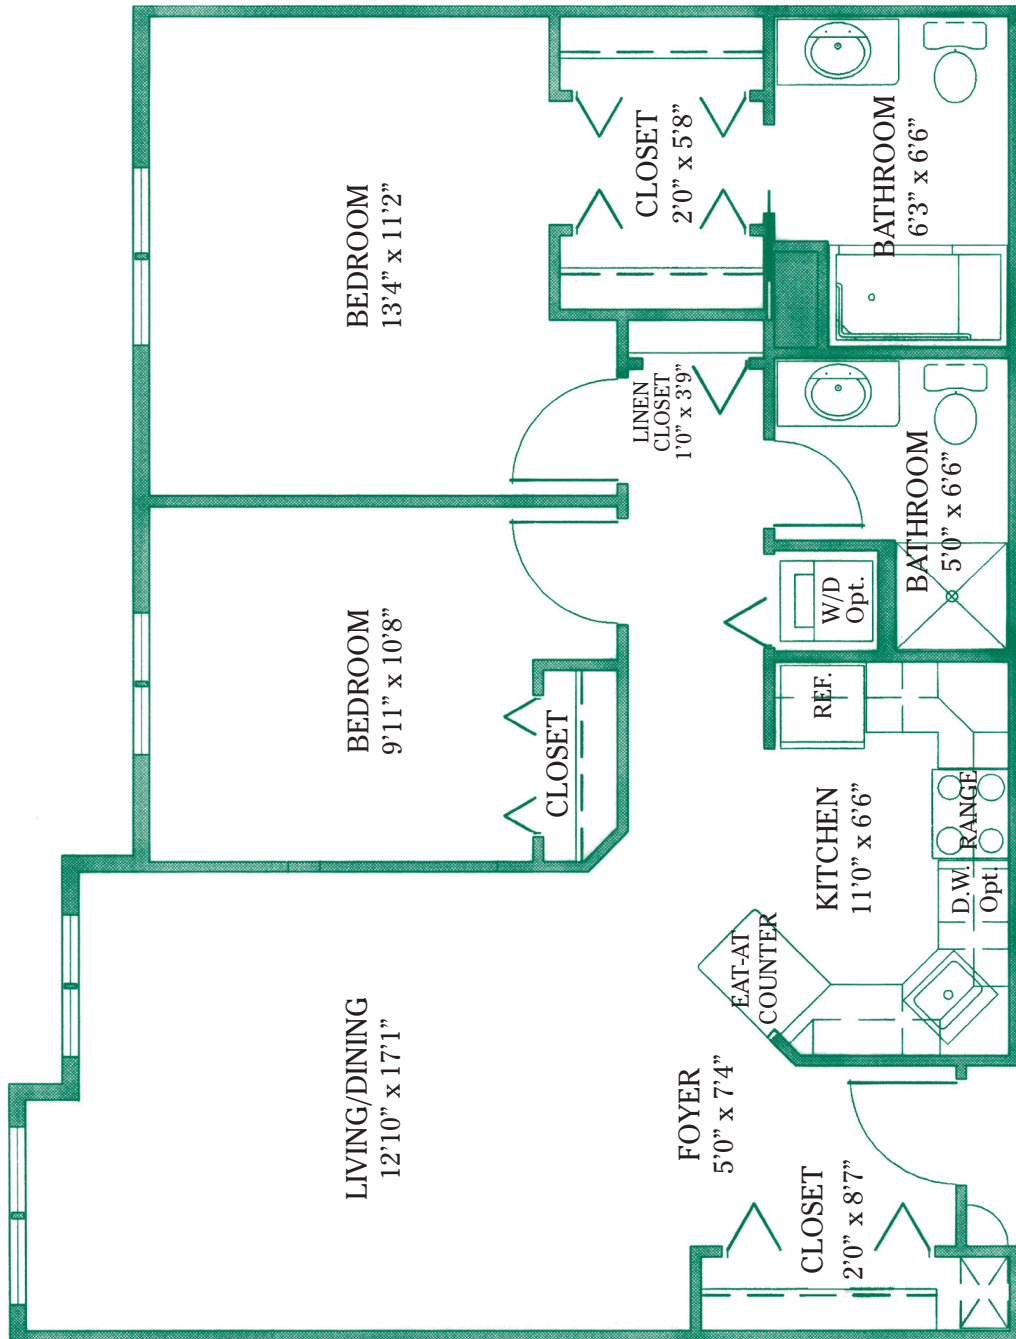 BEDROOM
13’4” x 11’2”
CLOSET
2’0” x 5’8”
BATHROOM
6’3” x 6’6”
LINEN
CLOSET
1’0” x 3’9”
BATHROOM
5’0” x 6’6”
BEDROOM
9’11” x 10’8”
CLOSET
W/D
Opt.
REF.
KITCHEN
11’0” x 6’6”
RANGE
D.W.
Opt.
EAT-AT
COUNTER
LIVING/DINING
12’10” x 17’1”
FOYER
5’0” x 7’4”
CLOSET
2’0” x 8’7”